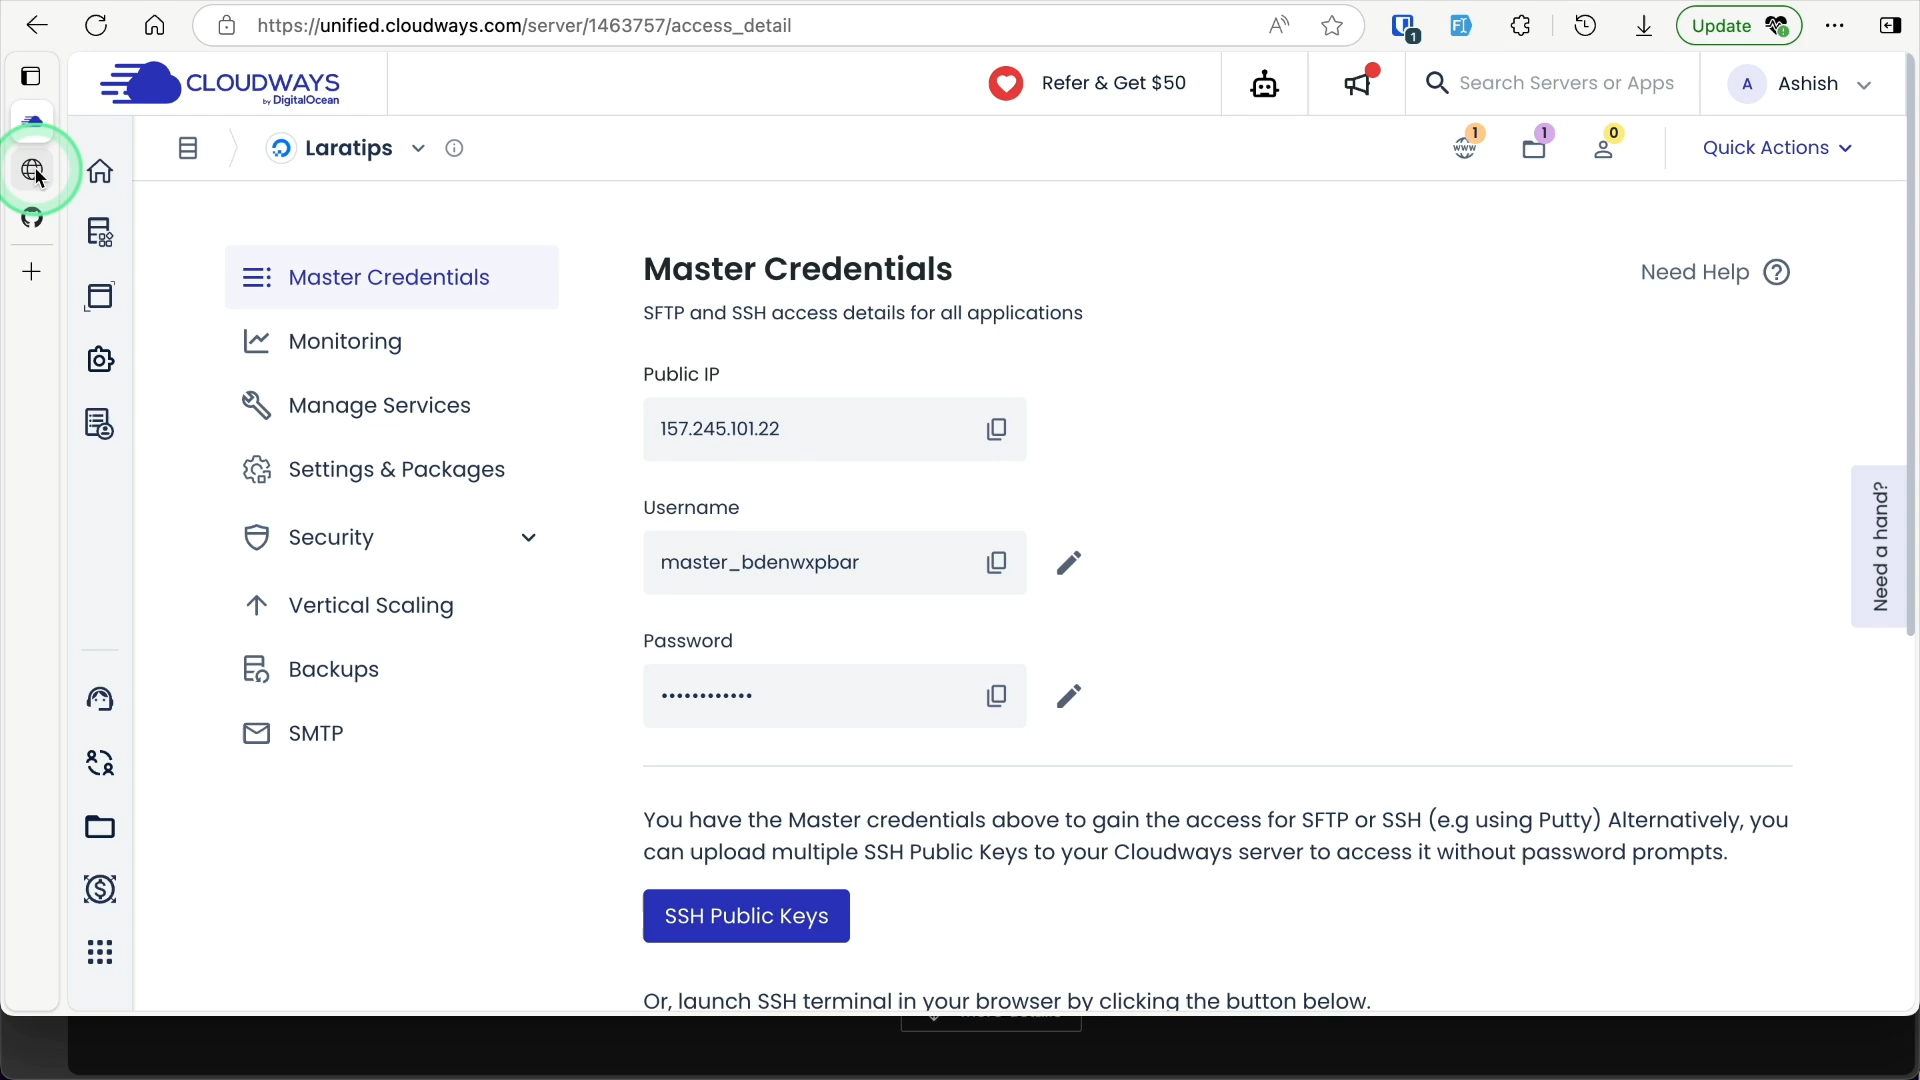 https://unified.cloudways.com/server/1463757/access_detail
1
Update
CLOUDWAYS
by DigitalOcean
Refer & Get $50
Search Servers or Apps
A
Ashish
Laratips
1
1
0
Quick Actions
Master Credentials
Monitoring
Manage Services
Settings & Packages
Security
Vertical Scaling
Backups
SMTP
Master Credentials
Need Help
SFTP and SSH access details for all applications
Public IP
157.245.101.22
Username
master_bdenwxpbar
Password
••••••••••••
Need a hand?
You have the Master credentials above to gain the access for SFTP or SSH (e.g using Putty) Alternatively, you
can upload multiple SSH Public Keys to your Cloudways server to access it without password prompts.
SSH Public Keys
Or, launch SSH terminal in your browser by clicking the button below.